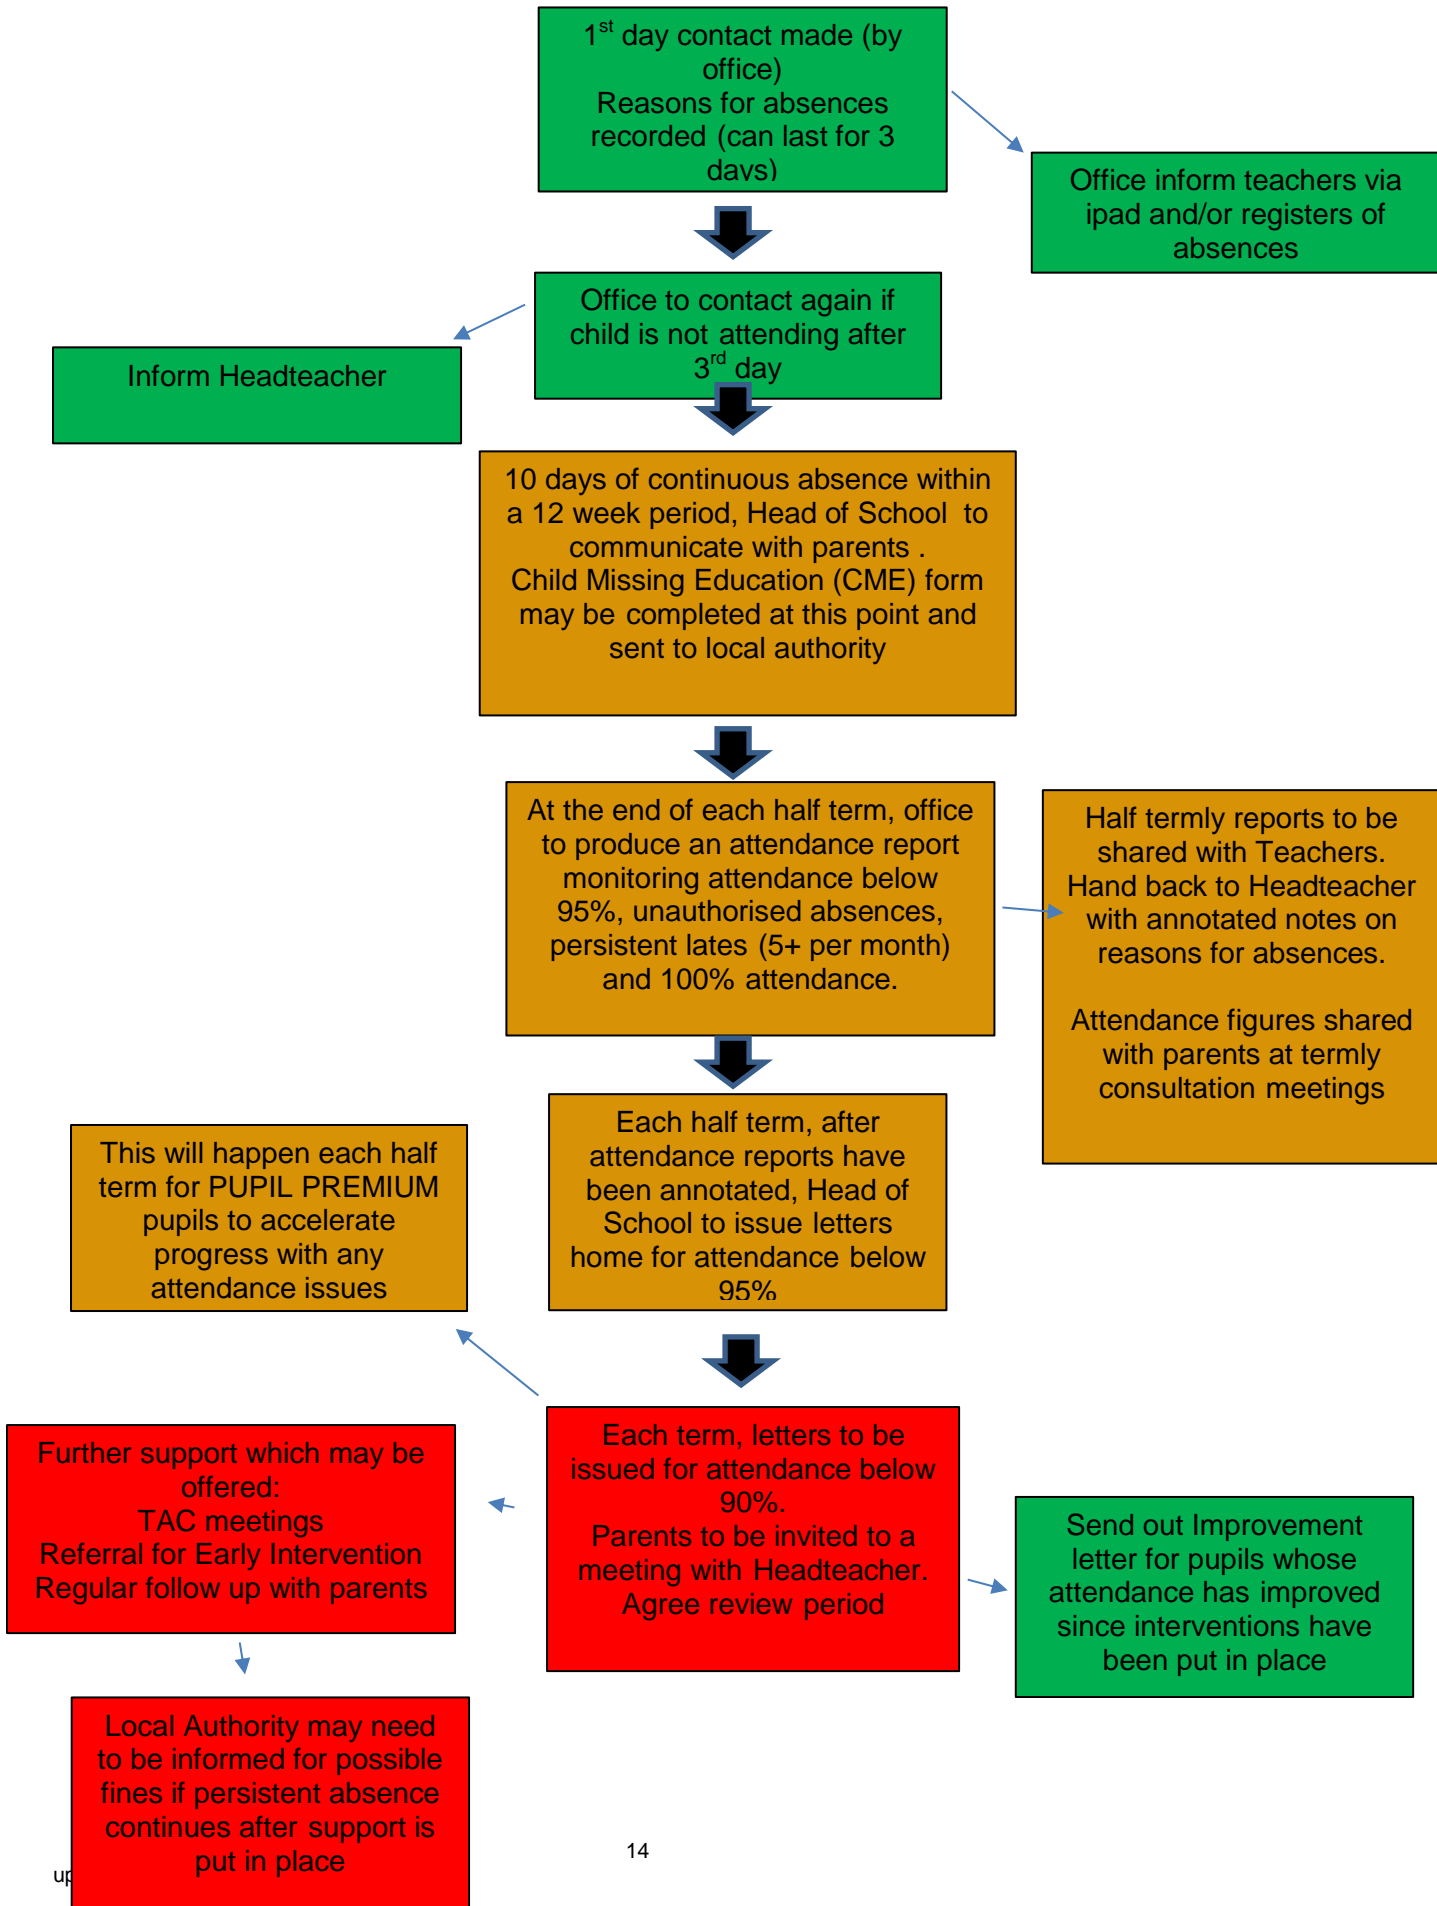 1st day contact made (by
office)
Reasons for absences
recorded (can last for 3
days)
Office inform teachers via
ipad and/or registers of
absences
Office to contact again if
child is not attending after
3rd day
Inform Headteacher
10 days of continuous absence within
a 12 week period, Head of School to
communicate with parents .
Child Missing Education (CME) form
may be completed at this point and
sent to local authority
At the end of each half term, office
to produce an attendance report
monitoring attendance below
95%, unauthorised absences,
persistent lates (5+ per month)
and 100% attendance.
Half termly reports to be
shared with Teachers.
Hand back to Headteacher
with annotated notes on
reasons for absences.
Attendance figures shared
with parents at termly
consultation meetings
Each half term, after
attendance reports have
been annotated, Head of
School to issue letters
home for attendance below
95%
This will happen each half
term for PUPIL PREMIUM
pupils to accelerate
progress with any
attendance issues
Each term, letters to be
issued for attendance below
90%.
Parents to be invited to a
meeting with Headteacher.
Agree review period
Further support which may be
offered:
TAC meetings
Referral for Early Intervention
Regular follow up with parents
Send out Improvement
letter for pupils whose
attendance has improved
since interventions have
been put in place
Local Authority may need
to be informed for possible
fines if persistent absence
continues after support is
put in place
14